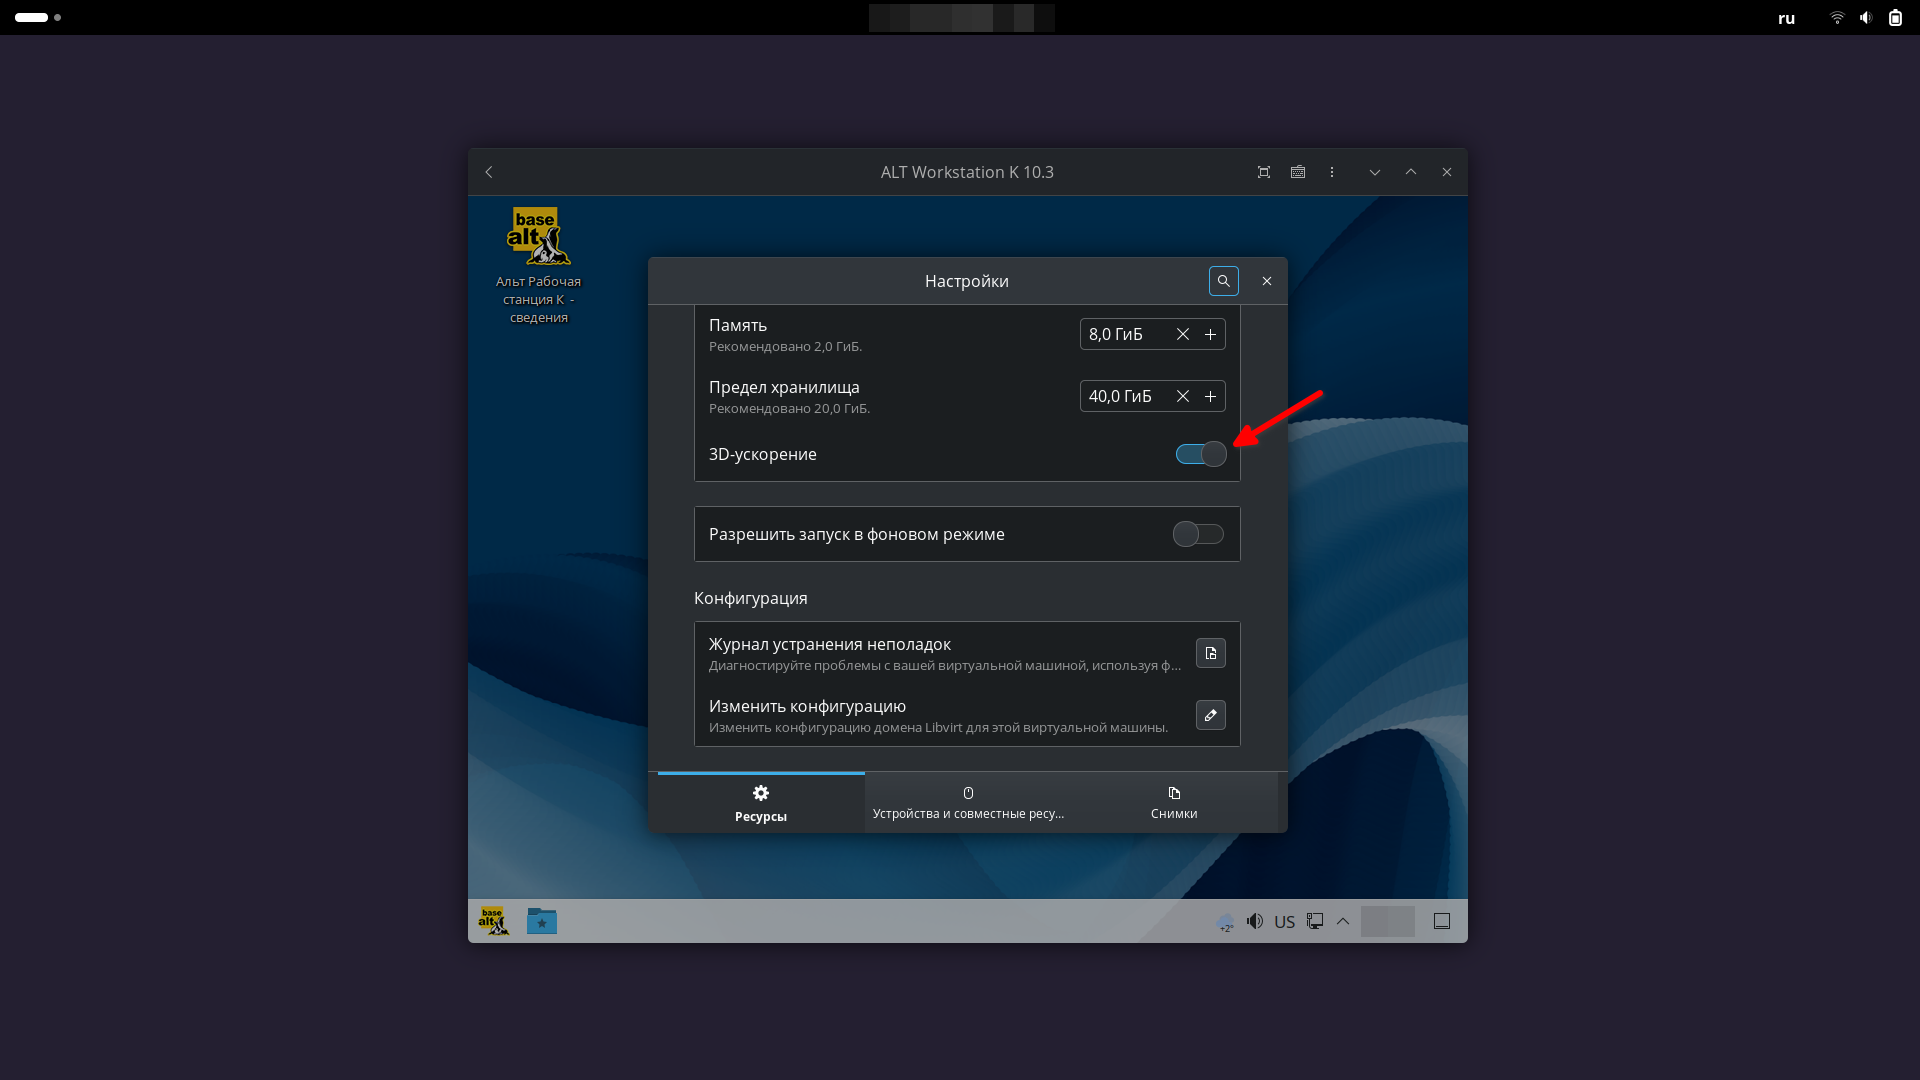 ru
ALT Workstation K 10.3
base
alt
Альт Рабочая
станция К -
сведения
Настройки
Память
Рекомендовано 2,0 ГиБ.
8,0 ГиБ
Предел хранилища
Рекомендовано 20,0 ГиБ.
40,0 ГиБ
3D-ускорение
Разрешить запуск в фоновом режиме
Конфигурация
Журнал устранения неполадок
Диагностируйте проблемы с вашей виртуальной машиной, используя ф...
Изменить конфигурацию
Изменить конфигурацию домена Libvirt для этой виртуальной машины.
Ресурсы
Устройства и совместные ресу...
Снимки
base
alt
+2°
US